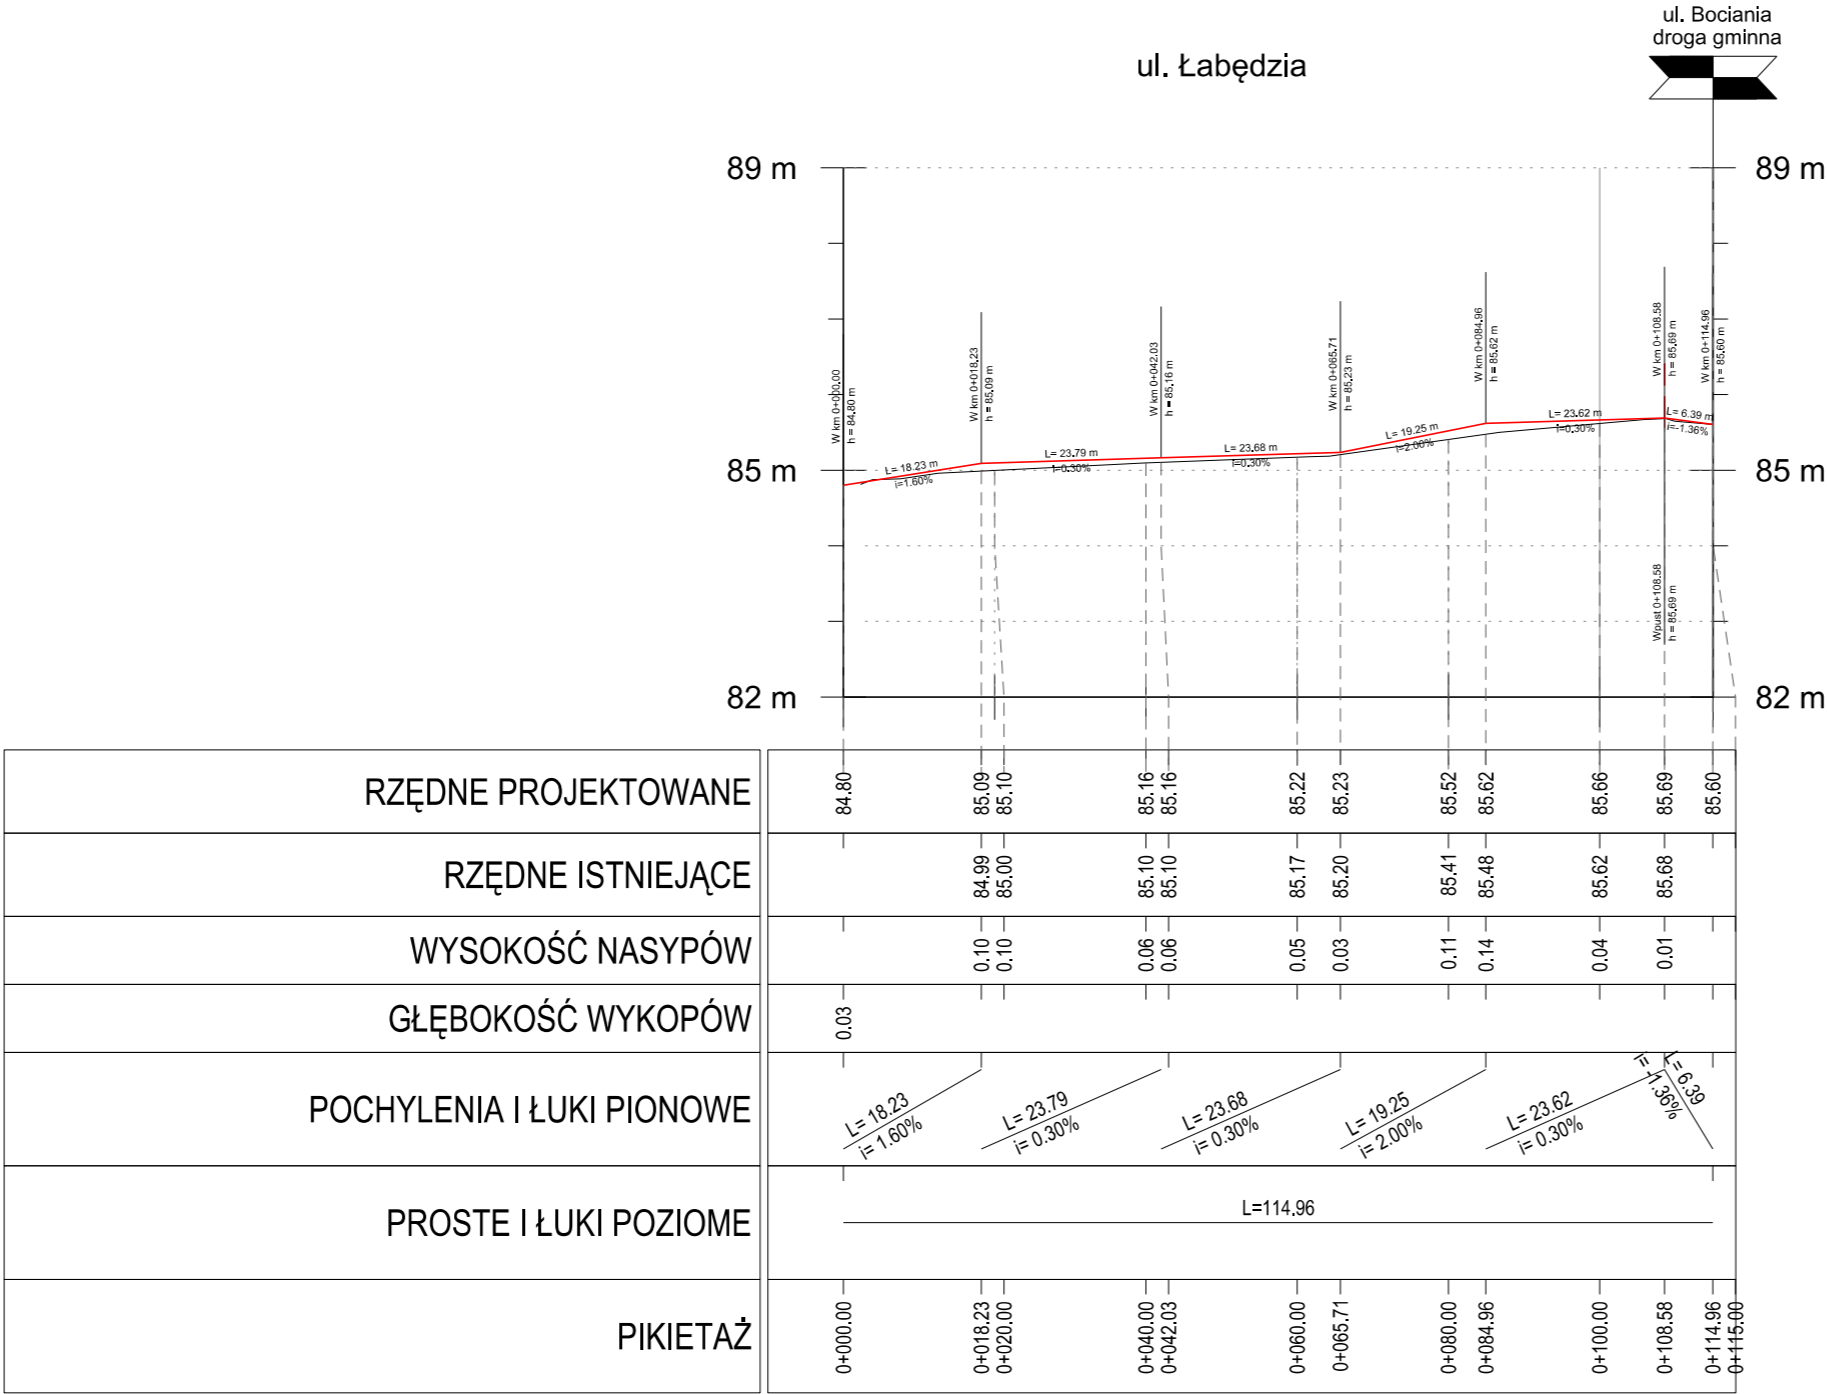 ul. Bociania
droga gminna
ul. Łabędzia
89 m
89 m
W km 0+000.00
h = 84.80 m
W km 0+018.23
h = 85.09 m
W km 0+042.03
h = 85.16 m
W km 0+065.71
h = 85.23 m
W km 0+084.96
h = 85.62 m
W km 0+108.58
h = 85.69 m
W km 0+114.96
h = 85.60 m
L= 18.23 m
i=1.60%
L= 23.79 m
i=0.30%
L= 23.68 m
i=0.30%
L= 19.25 m
i=2.00%
L= 23.62 m
i=0.30%
L= 6.39 m
i=-1.36%
85 m
85 m
Wpust 0+108.58
h = 85.69 m
82 m
82 m
RZĘDNE PROJEKTOWANE
84.80 85.09 85.10 85.16 85.16 85.22 85.23 85.52 85.62 85.66 85.69 85.60
RZĘDNE ISTNIEJĄCE
84.99 85.00 85.10 85.10 85.17 85.20 85.41 85.48 85.62 85.68
WYSOKOŚĆ NASYPÓW
0.10 0.10 0.06 0.06 0.05 0.03 0.11 0.14 0.04 0.01
GŁĘBOKOŚĆ WYKOPÓW
0.03
POCHYLENIA I ŁUKI PIONOWE
L= 18.23
i= 1.60%
L= 23.79
i= 0.30%
L= 23.68
i= 0.30%
L= 19.25
i= 2.00%
L= 23.62
i= 0.30%
L= 6.39
i= -1.36%
PROSTE I ŁUKI POZIOME
L=114.96
PIKIETAŻ
0+000.00 0+018.23 0+020.00 0+040.00 0+042.03 0+060.00 0+065.71 0+080.00 0+084.96 0+100.00 0+108.58 0+114.96 0+115.00